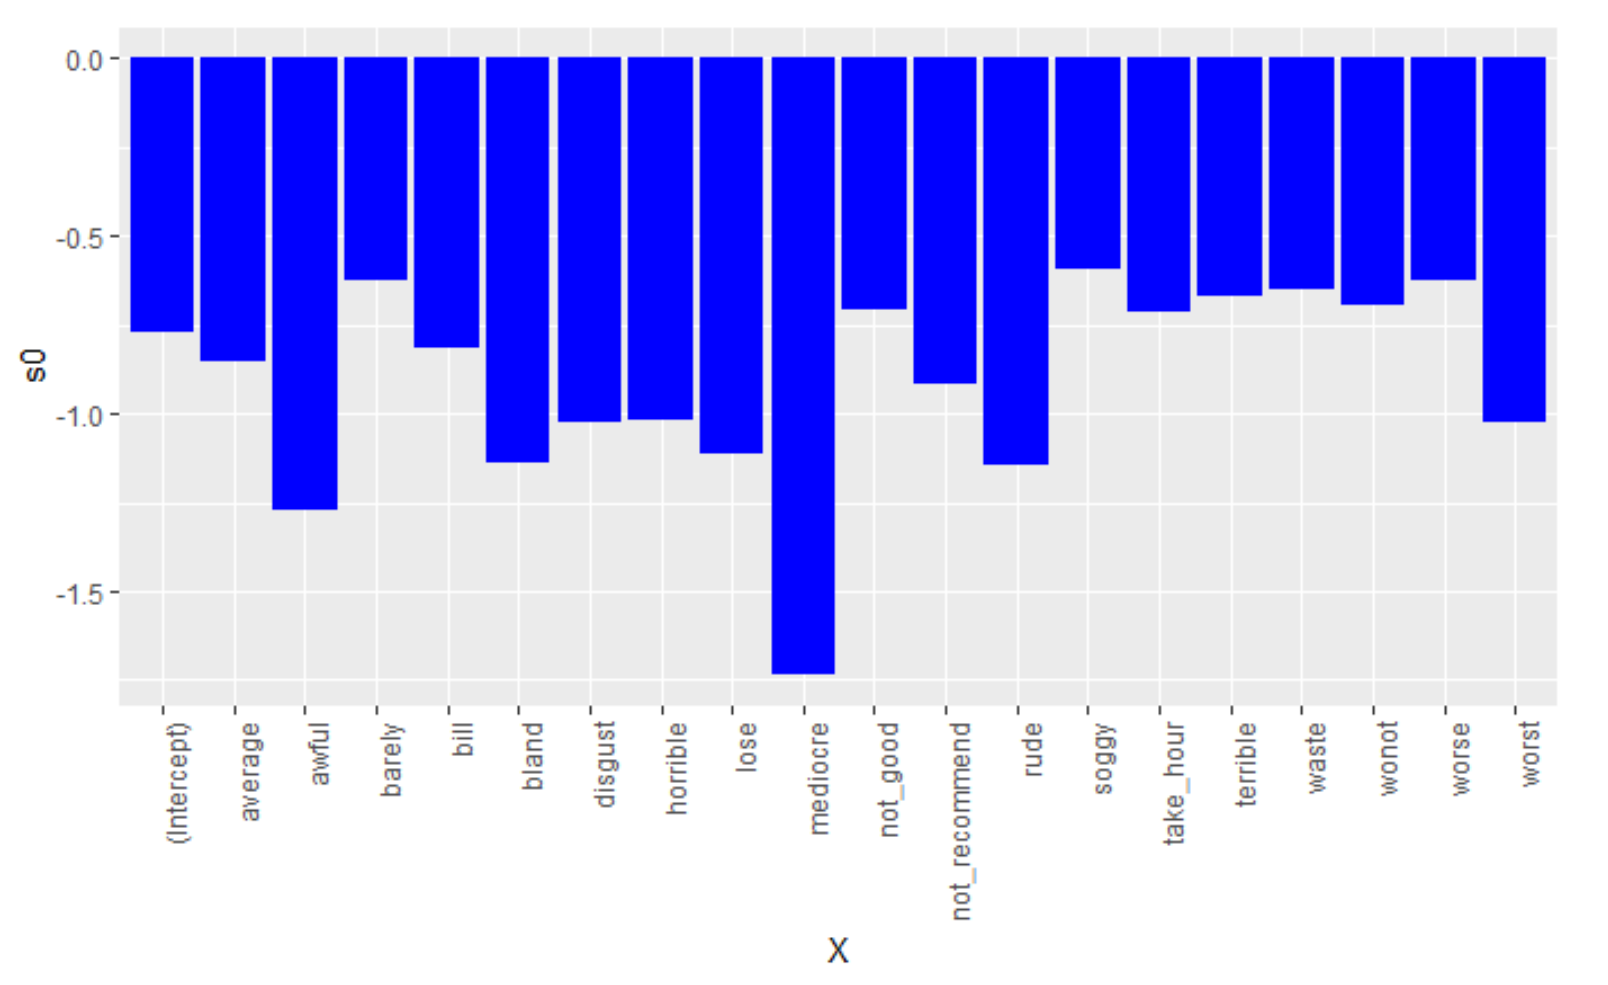 0.0
-0.5
-1.0
-1.5
s0
(Intercept)
average
awful
barely
bill
bland
disgust
horrible
lose
mediocre
not_good
not_recommend
rude
soggy
take_hour
terrible
waste
wonot
worse
worst
X